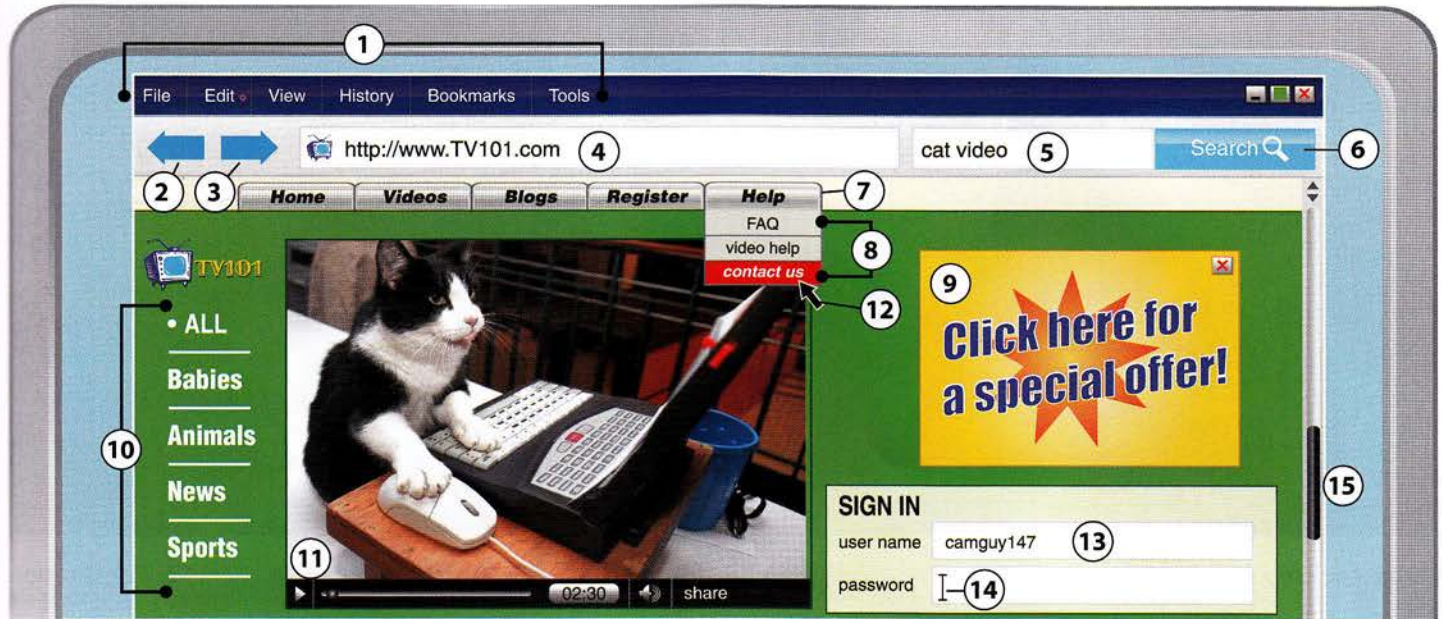 1
File Edit View History Bookmarks Tools
http://www.TV101.com 4 cat video 5 Search 6
2 3
Home Videos Blogs Register Help 7
FAQ
video help 8
contact us
12
TV101
9
Click here for
a special offer!
10
• ALL
Babies
Animals
News
Sports
11
02:30 share
SIGN IN
user name camguy147 13
password 14
15